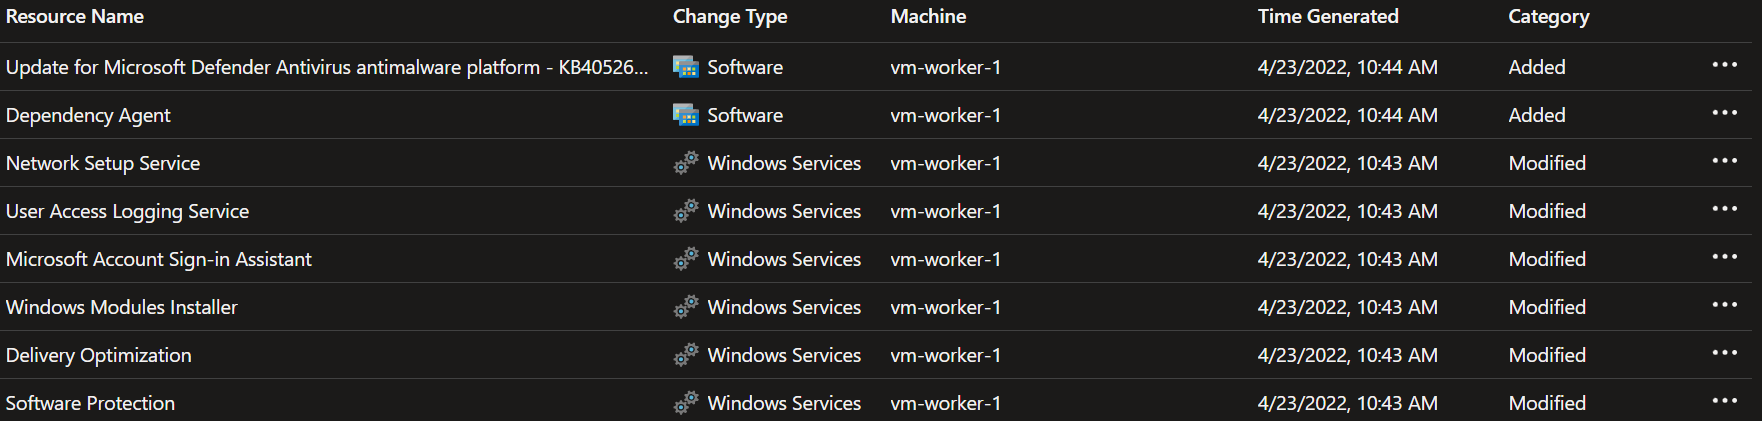 Resource Name Change Type Machine Time Generated Category
Update for Microsoft Defender Antivirus antimalware platform - KB40526... Software vm-worker-1 4/23/2022, 10:44 AM Added ...
Dependency Agent Software vm-worker-1 4/23/2022, 10:44 AM Added ...
Network Setup Service Windows Services vm-worker-1 4/23/2022, 10:43 AM Modified ...
User Access Logging Service Windows Services vm-worker-1 4/23/2022, 10:43 AM Modified ...
Microsoft Account Sign-in Assistant Windows Services vm-worker-1 4/23/2022, 10:43 AM Modified ...
Windows Modules Installer Windows Services vm-worker-1 4/23/2022, 10:43 AM Modified ...
Delivery Optimization Windows Services vm-worker-1 4/23/2022, 10:43 AM Modified ...
Software Protection Windows Services vm-worker-1 4/23/2022, 10:43 AM Modified ...